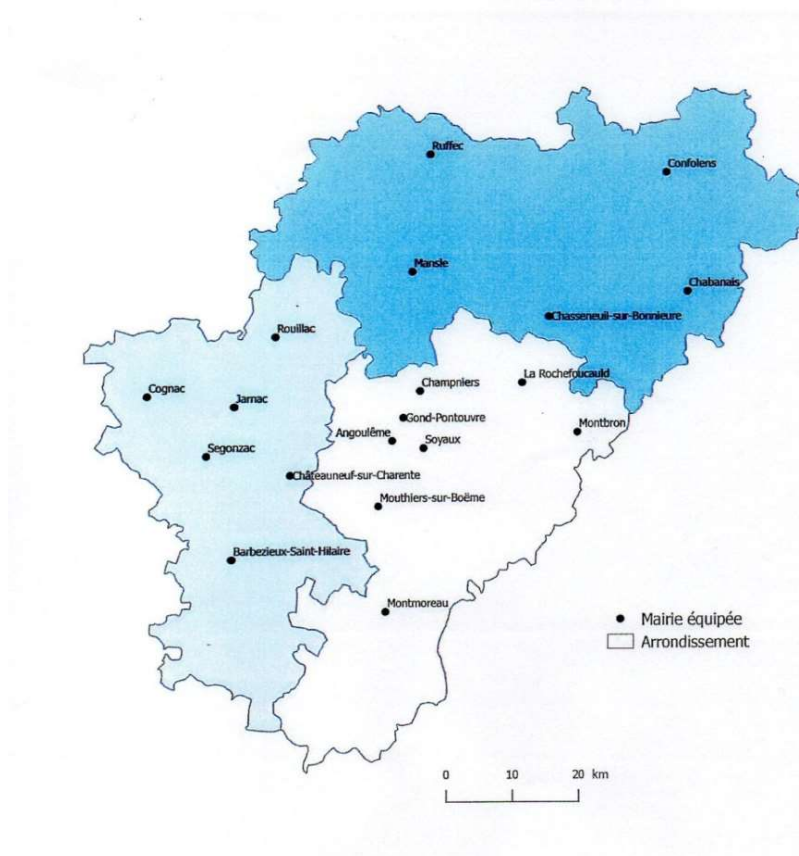 Ruffec
Confolens
Mansle
Chabanais
Chasseneuil-sur-Bonnieure
Rouillac
La Rochefoucauld
Champniers
Cognac
Jarnac
Gond-Pontouvre
Montbron
Angoulême
Soyaux
Segonzac
Châteauneuf-sur-Charente
Mouthiers-sur-Boëme
Barbezieux-Saint-Hilaire
Montmoreau
Mairie équipée
Arrondissement
0 10 20 km